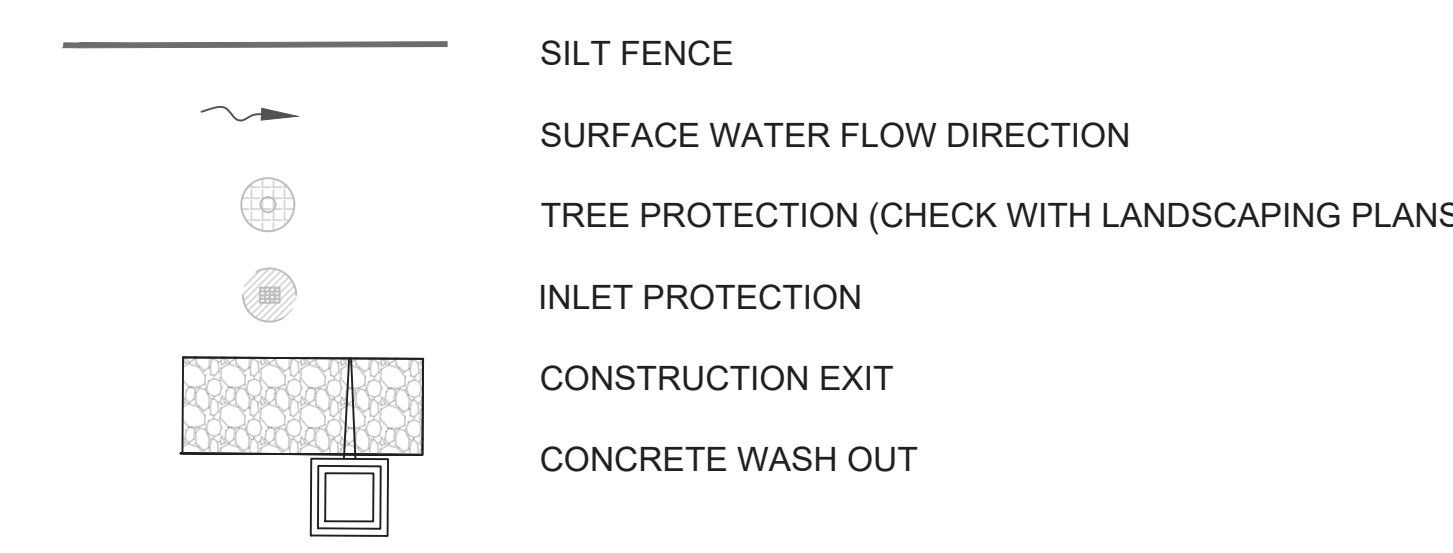 SILT FENCE
SURFACE WATER FLOW DIRECTION
TREE PROTECTION (CHECK WITH LANDSCAPING PLANS
INLET PROTECTION
CONSTRUCTION EXIT
CONCRETE WASH OUT